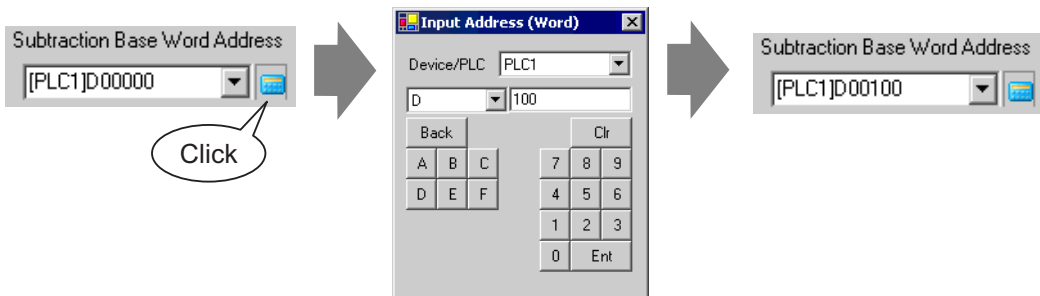 Subtraction Base Word Address
[PLC1]D00000
Click
Input Address (Word)
Device/PLC PLC1
D 100
Back Clr
A B C 7 8 9
D E F 4 5 6
1 2 3
0 Ent
Subtraction Base Word Address
[PLC1]D00100